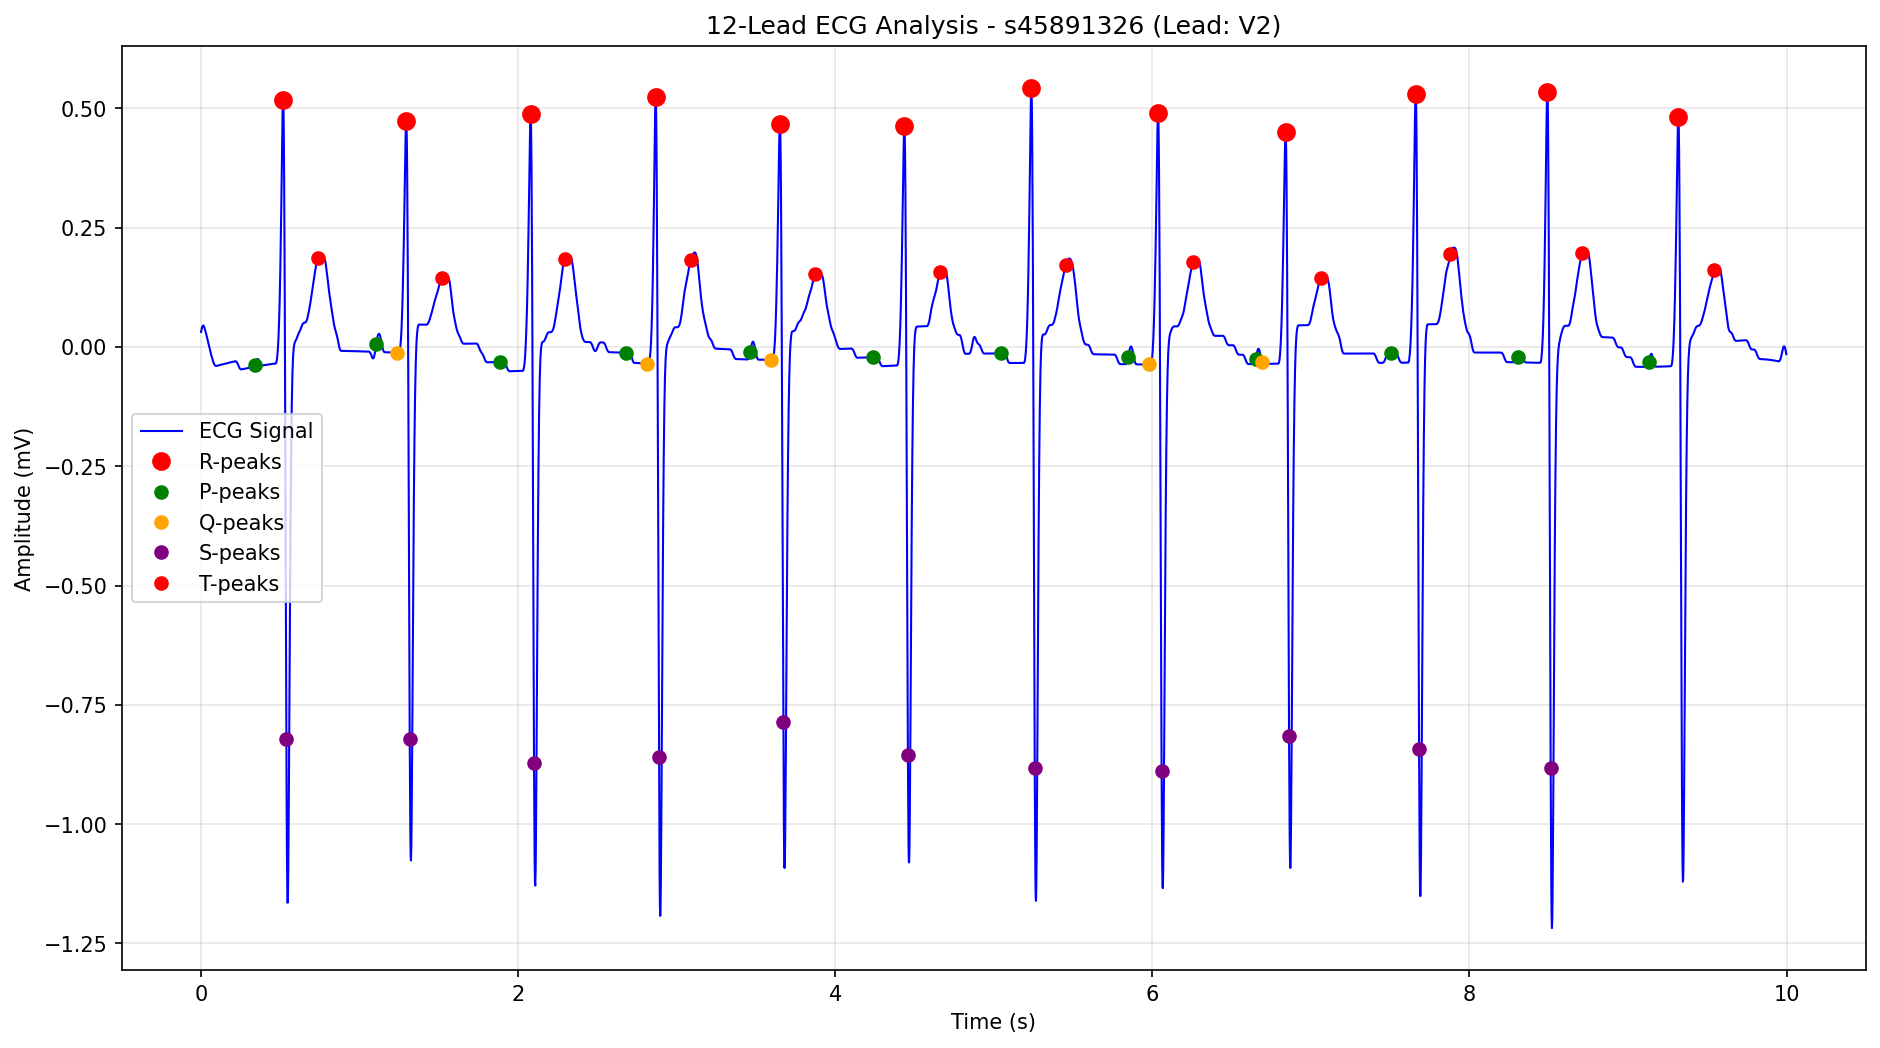 12-Lead ECG Analysis - s45891326 (Lead: V2)
Amplitude (mV)
0.50
0.25
0.00
−0.25
−0.50
−0.75
−1.00
−1.25
ECG Signal
R-peaks
P-peaks
Q-peaks
S-peaks
T-peaks
0 2 4 6 8 10
Time (s)